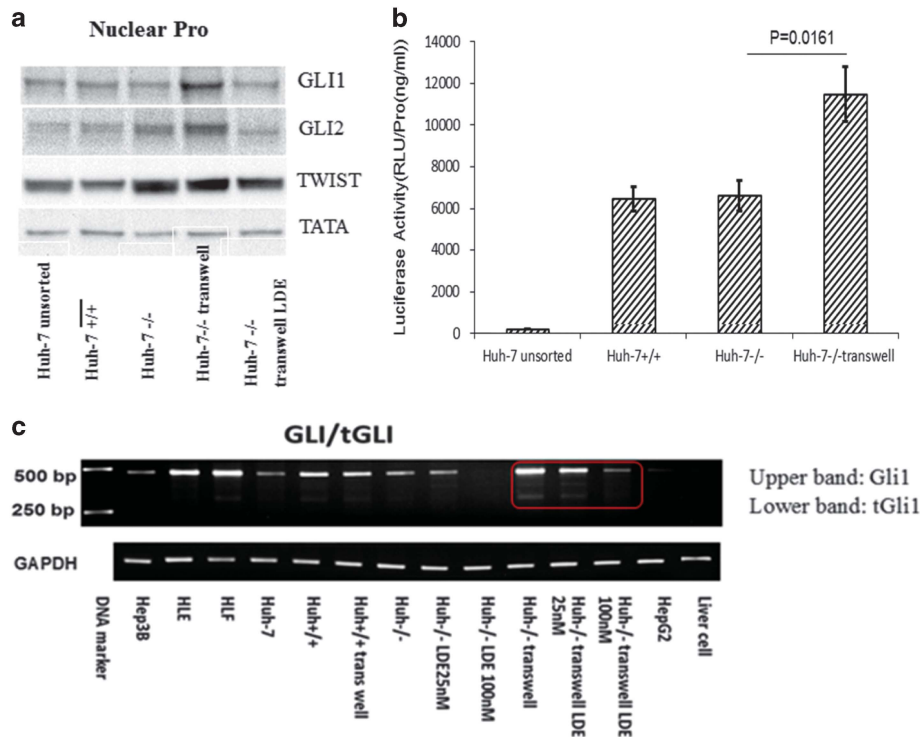 a
Nuclear Pro
GLI1
GLI2
TWIST
TATA
Huh-7 unsorted
Huh-7 +/+
Huh-7 -/-
Huh-7-/- transwell
Huh-7 -/-
transwell LDE
b
Luciferase Activity(RLU/Pro(ng/ml))
14000
12000
10000
8000
6000
4000
2000
0
P=0.0161
Huh-7 unsorted
Huh-7+/+
Huh-7-/-
Huh-7-/-transwell
c
GLI/tGLI
500 bp
250 bp
Upper band: Gli1
Lower band: tGli1
GAPDH
DNA marker
Hep3B
HLE
HLF
Huh-7
Huh+/+
Huh+/+ trans well
Huh-/-
Huh-/- LDE25nM
Huh-/- LDE 100nM
Huh-/- transwell
Huh-/- transwell LDE
25nM
Huh-/- transwell LDE
100nM
HepG2
Liver cell